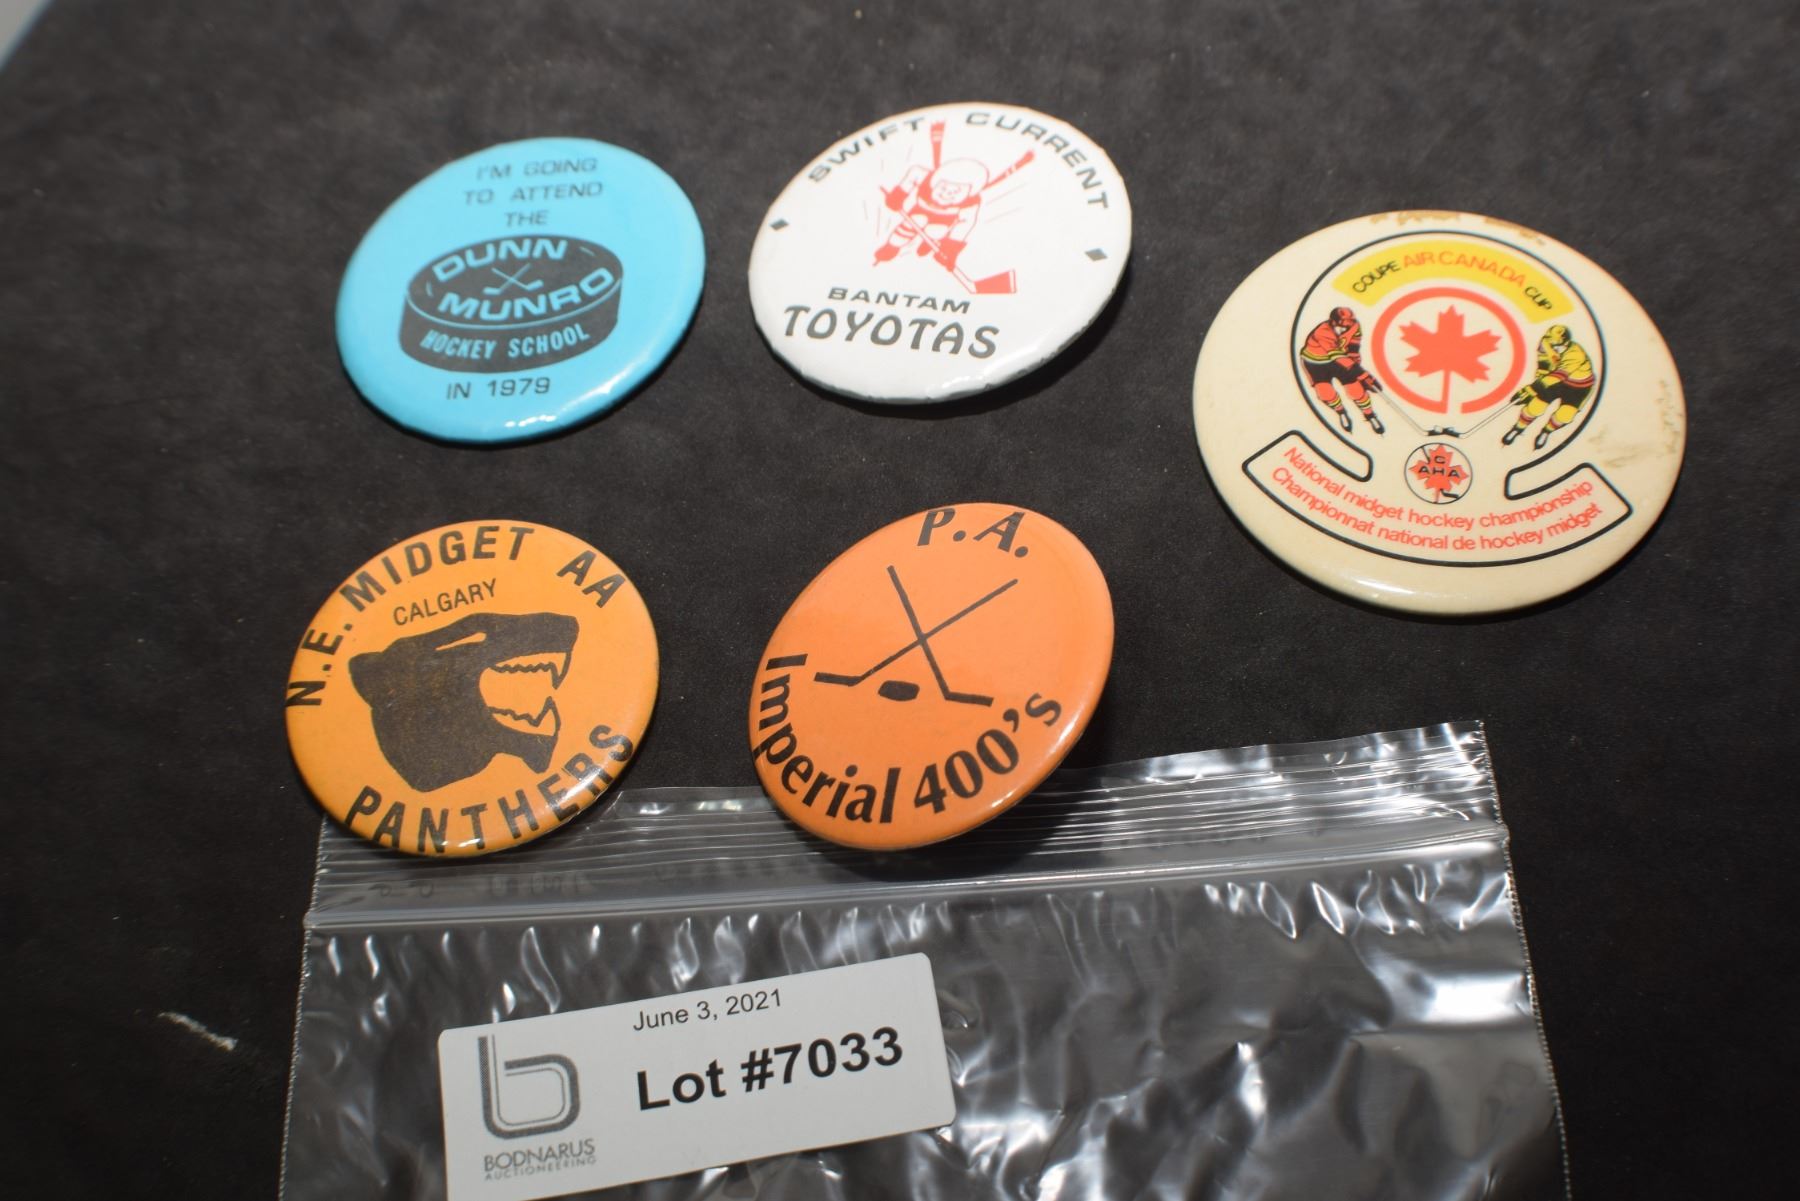 I'M GOING
TO ATTEND
THE
DUNN
MUNRO
HOCKEY SCHOOL
IN 1979
SWIFT CURRENT
BANTAM
TOYOTAS
COUPE AIR CANADA CUP
CAHA
National midget hockey championship
Championnat national de hockey midget
N.E. MIDGET AA
CALGARY
PANTHERS
P.A.
Imperial 400's
June 3, 2021
Lot #7033
b
BODNARUS
AUCTIONEERING